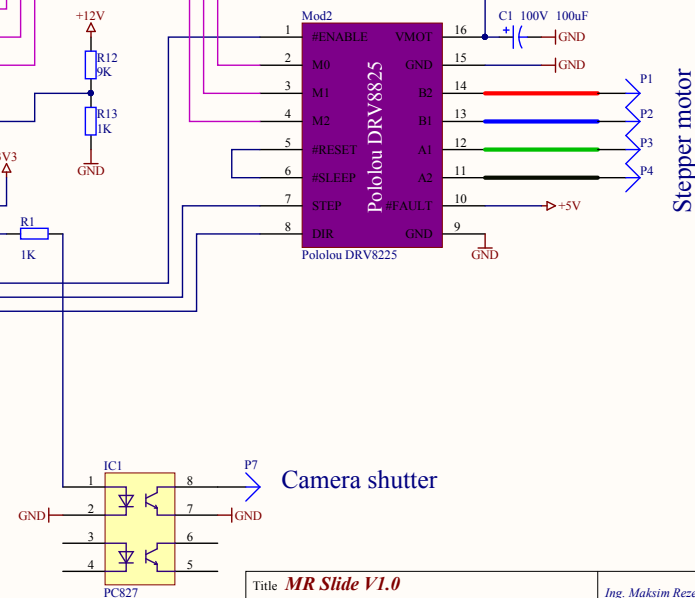 +12V
R12
9K
R13
1K
GND
R1
1K
Mod2
1 #ENABLE VMOT 16
2 M0 GND 15
3 M1 B2 14
4 M2 B1 13
5 #RESET A1 12
6 #SLEEP A2 11
7 STEP #FAULT 10
8 DIR GND 9
Pololou DRV8825
Pololou DRV8225
C1 100V 100uF
+
GND
GND
P1
P2
P3
P4
Stepper motor
+5V
GND
IC1
1 8
2 7
3 6
4 5
GND
GND
PC827
P7
Camera shutter
Title MR Slide V1.0
Ing. Maksim